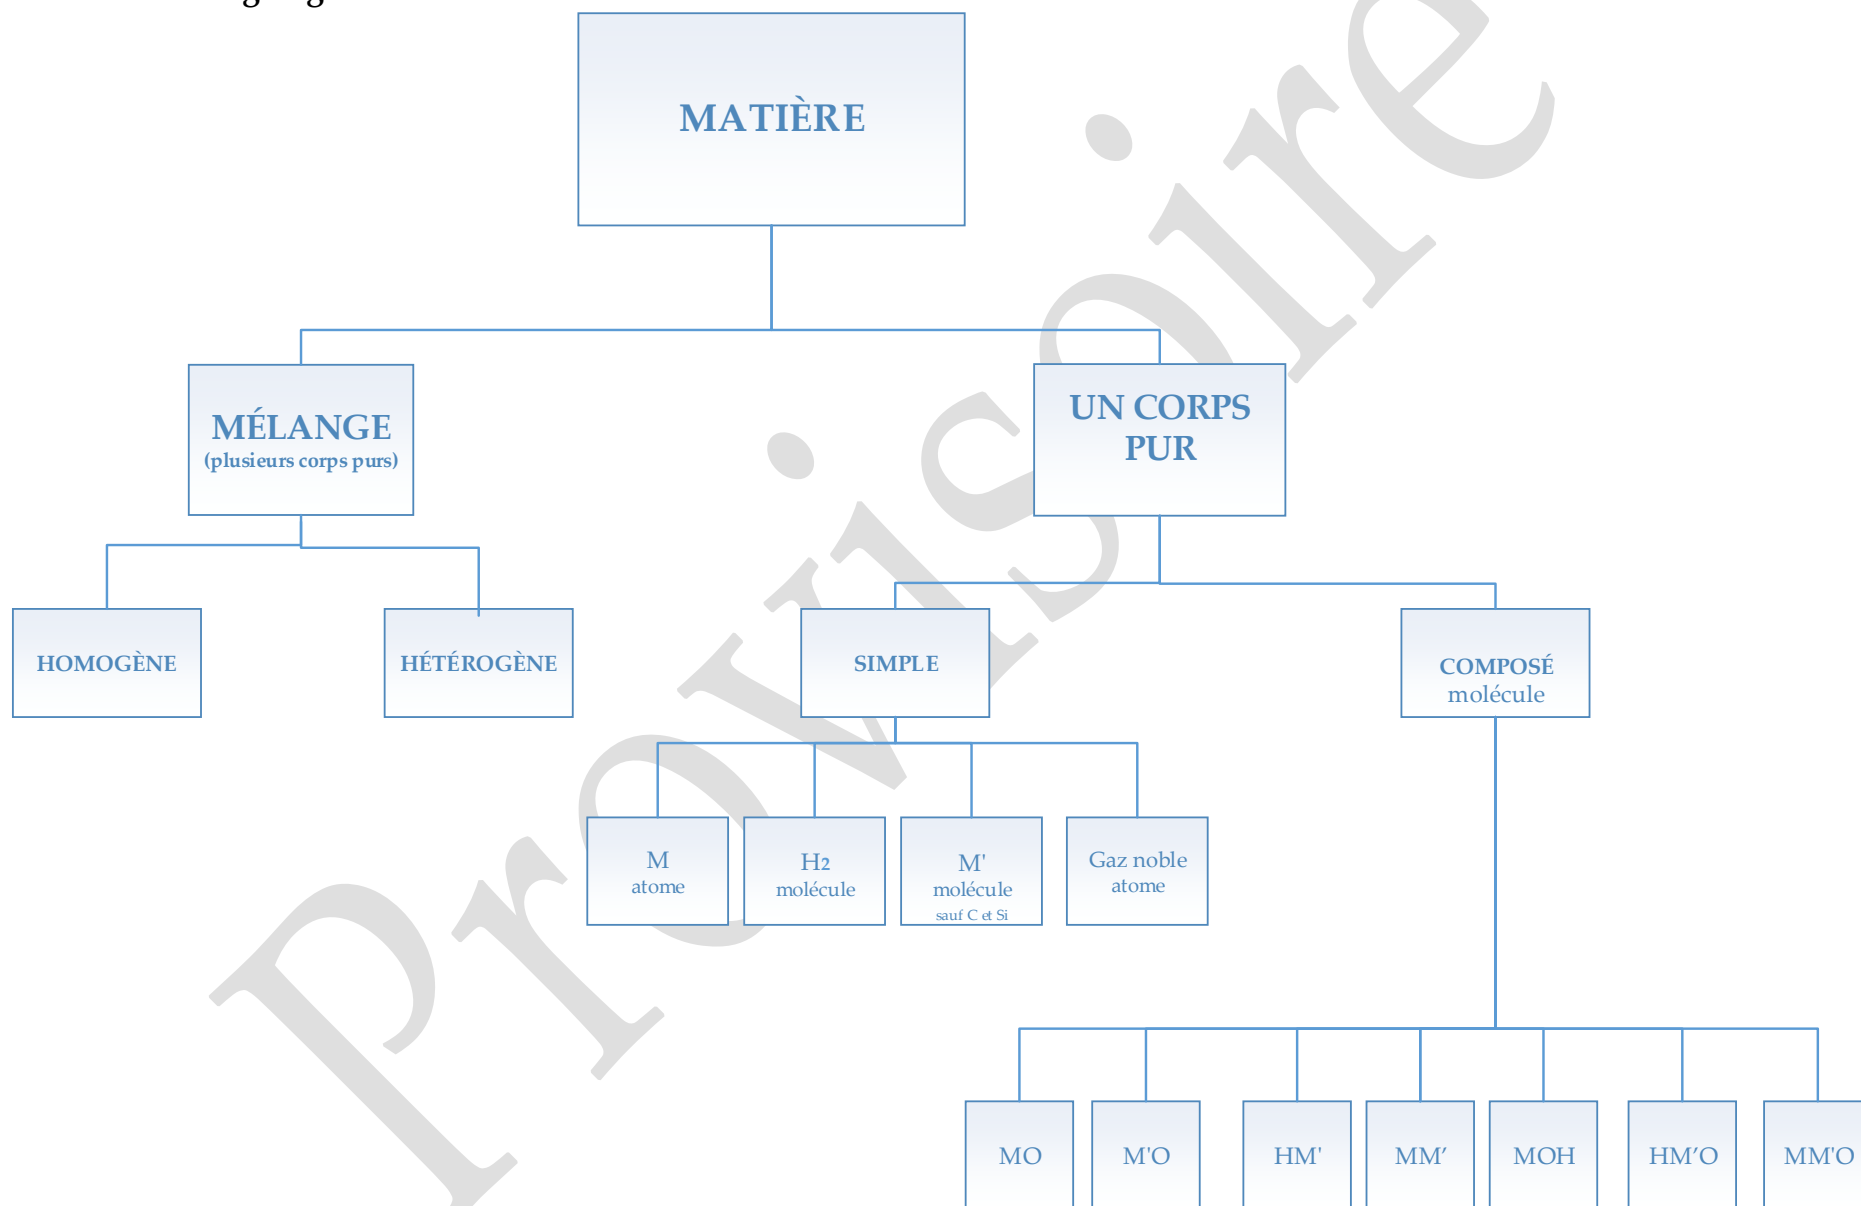 MATIÈRE
MÉLANGE
(plusieurs corps purs)
UN CORPS
PUR
HOMOGÈNE
HÉTÉROGÈNE
SIMPLE
COMPOSÉ
molécule
M
atome
H2
molécule
M'
molécule
sauf C et Si
Gaz noble
atome
MO
M'O
HM'
MM’
MOH
HM’O
MM'O
Provisoire